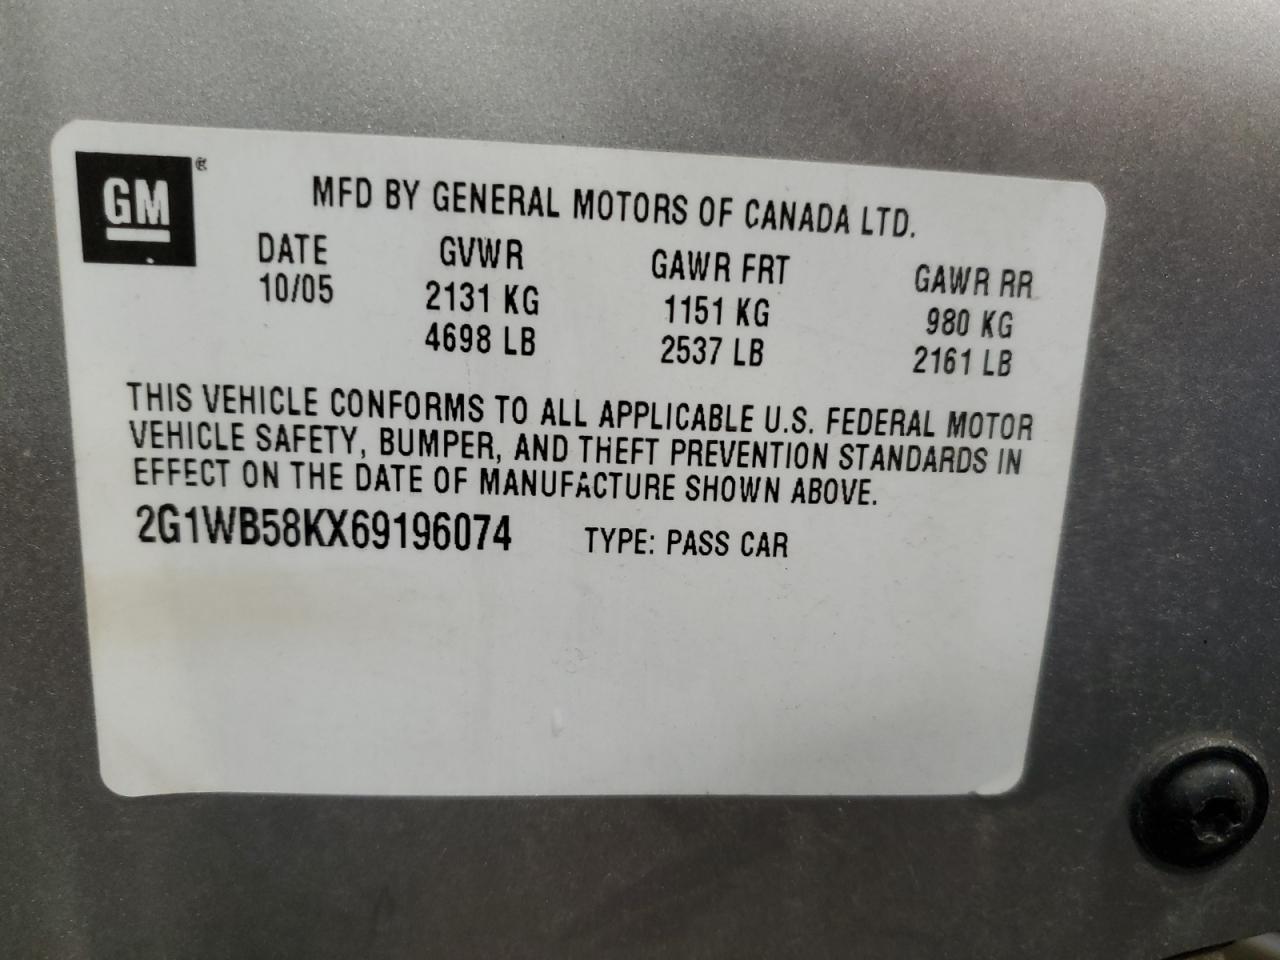 GM ®
MFD BY GENERAL MOTORS OF CANADA LTD.
DATE GVWR GAWR FRT GAWR RR
10/05 2131 KG 1151 KG 980 KG
4698 LB 2537 LB 2161 LB
THIS VEHICLE CONFORMS TO ALL APPLICABLE U.S. FEDERAL MOTOR
VEHICLE SAFETY, BUMPER, AND THEFT PREVENTION STANDARDS IN
EFFECT ON THE DATE OF MANUFACTURE SHOWN ABOVE.
2G1WB58KX69196074 TYPE: PASS CAR